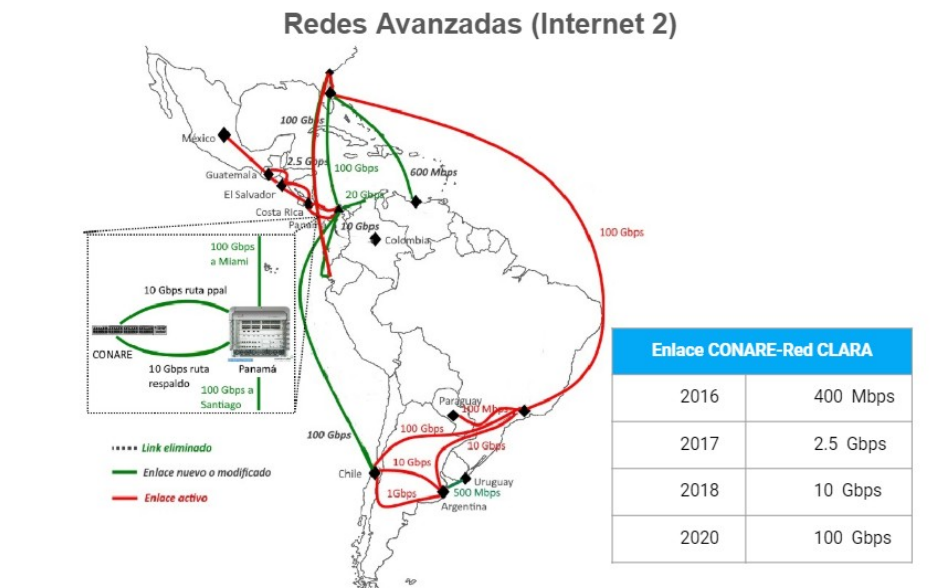 Redes Avanzadas (Internet 2)
100 Gbps
México
2.5 Gbps
Guatemala
100 Gbps
600 Mbps
El Salvador
20 Gbps
Costa Rica
10 Gbps
Colombia
100 Gbps
100 Gbps
a Miami
10 Gbps ruta ppal
CONARE
10 Gbps ruta
respaldo
Panamá
100 Gbps a
Santiago
Paraguay
100 Mbps
100 Gbps
100 Gbps
10 Gbps
10 Gbps
Chile
1Gbps
Uruguay
500 Mbps
Argentina
Link eliminado
Enlace nuevo o modificado
Enlace activo
Enlace CONARE-Red CLARA
2016 400 Mbps
2017 2.5 Gbps
2018 10 Gbps
2020 100 Gbps